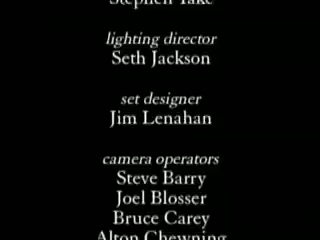 Stephen Take
lighting director
Seth Jackson
set designer
Jim Lenahan
camera operators
Steve Barry
Joel Blosser
Bruce Carey
Alton Chewning